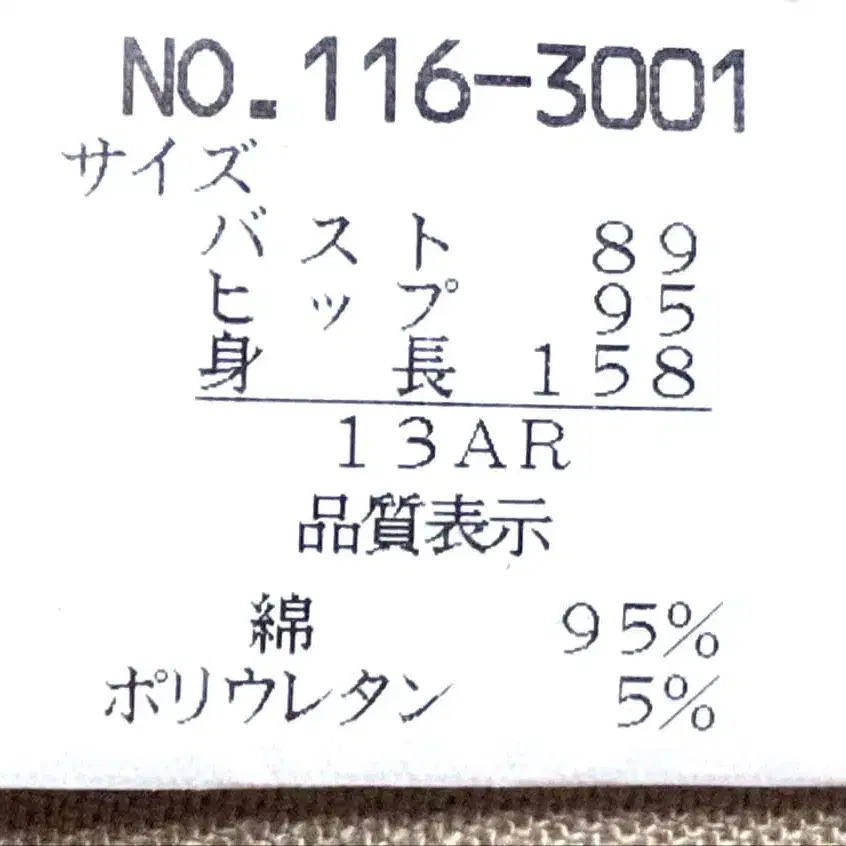 NO.116-3001
サイズ
バスト 89
ヒップ 95
身長 158
13AR
品質表示
綿 95%
ポリウレタン 5%